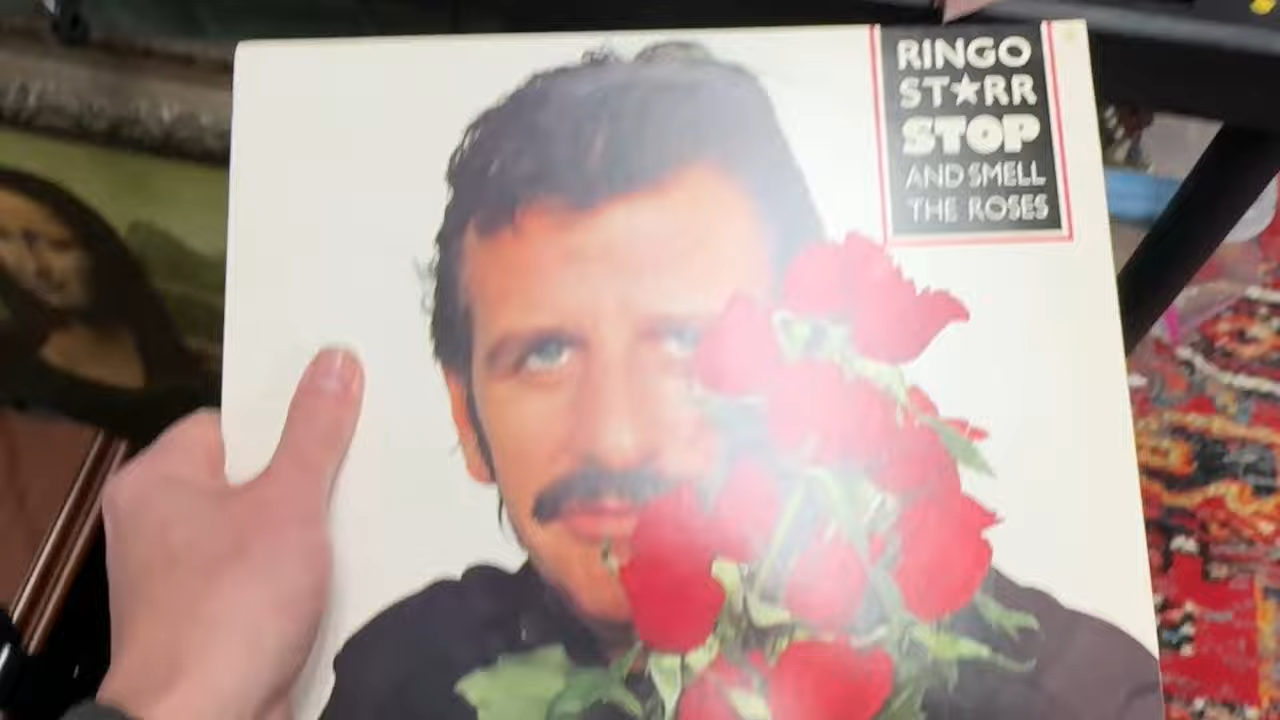 RINGO
ST★RR
STOP
AND SMELL
THE ROSES